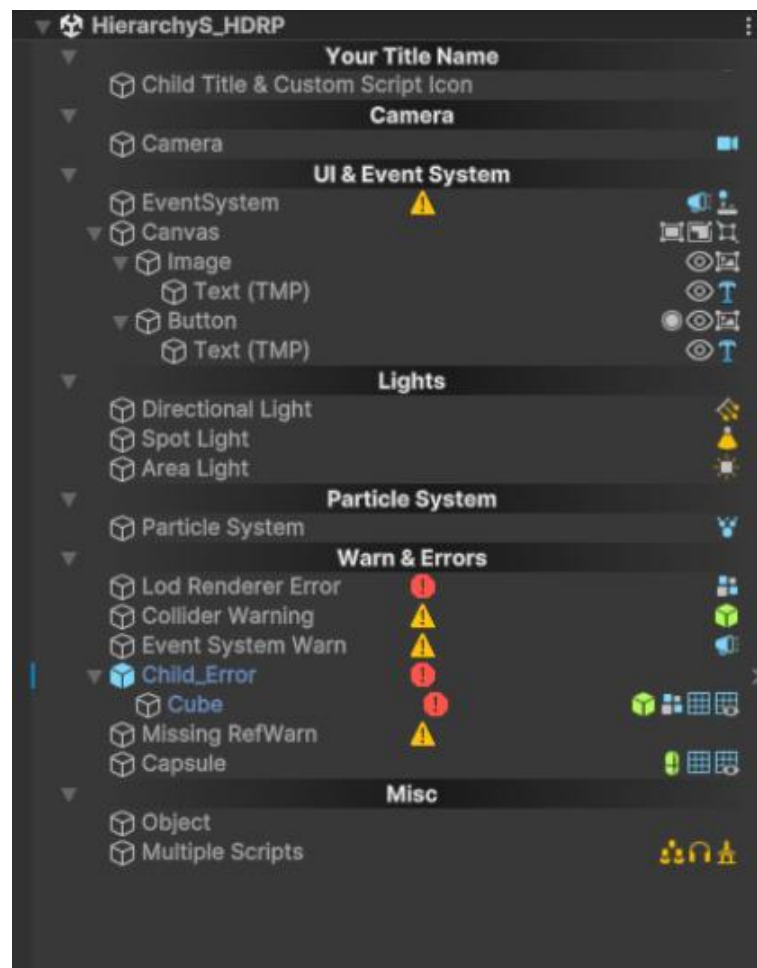 HierarchyS_HDRP
Your Title Name
Child Title & Custom Script Icon
Camera
Camera
UI & Event System
EventSystem
Canvas
Image
Text (TMP)
Button
Text (TMP)
Lights
Directional Light
Spot Light
Area Light
Particle System
Particle System
Warn & Errors
Lod Renderer Error
Collider Warning
Event System Warn
Child_Error
Cube
Missing RefWarn
Capsule
Misc
Object
Multiple Scripts